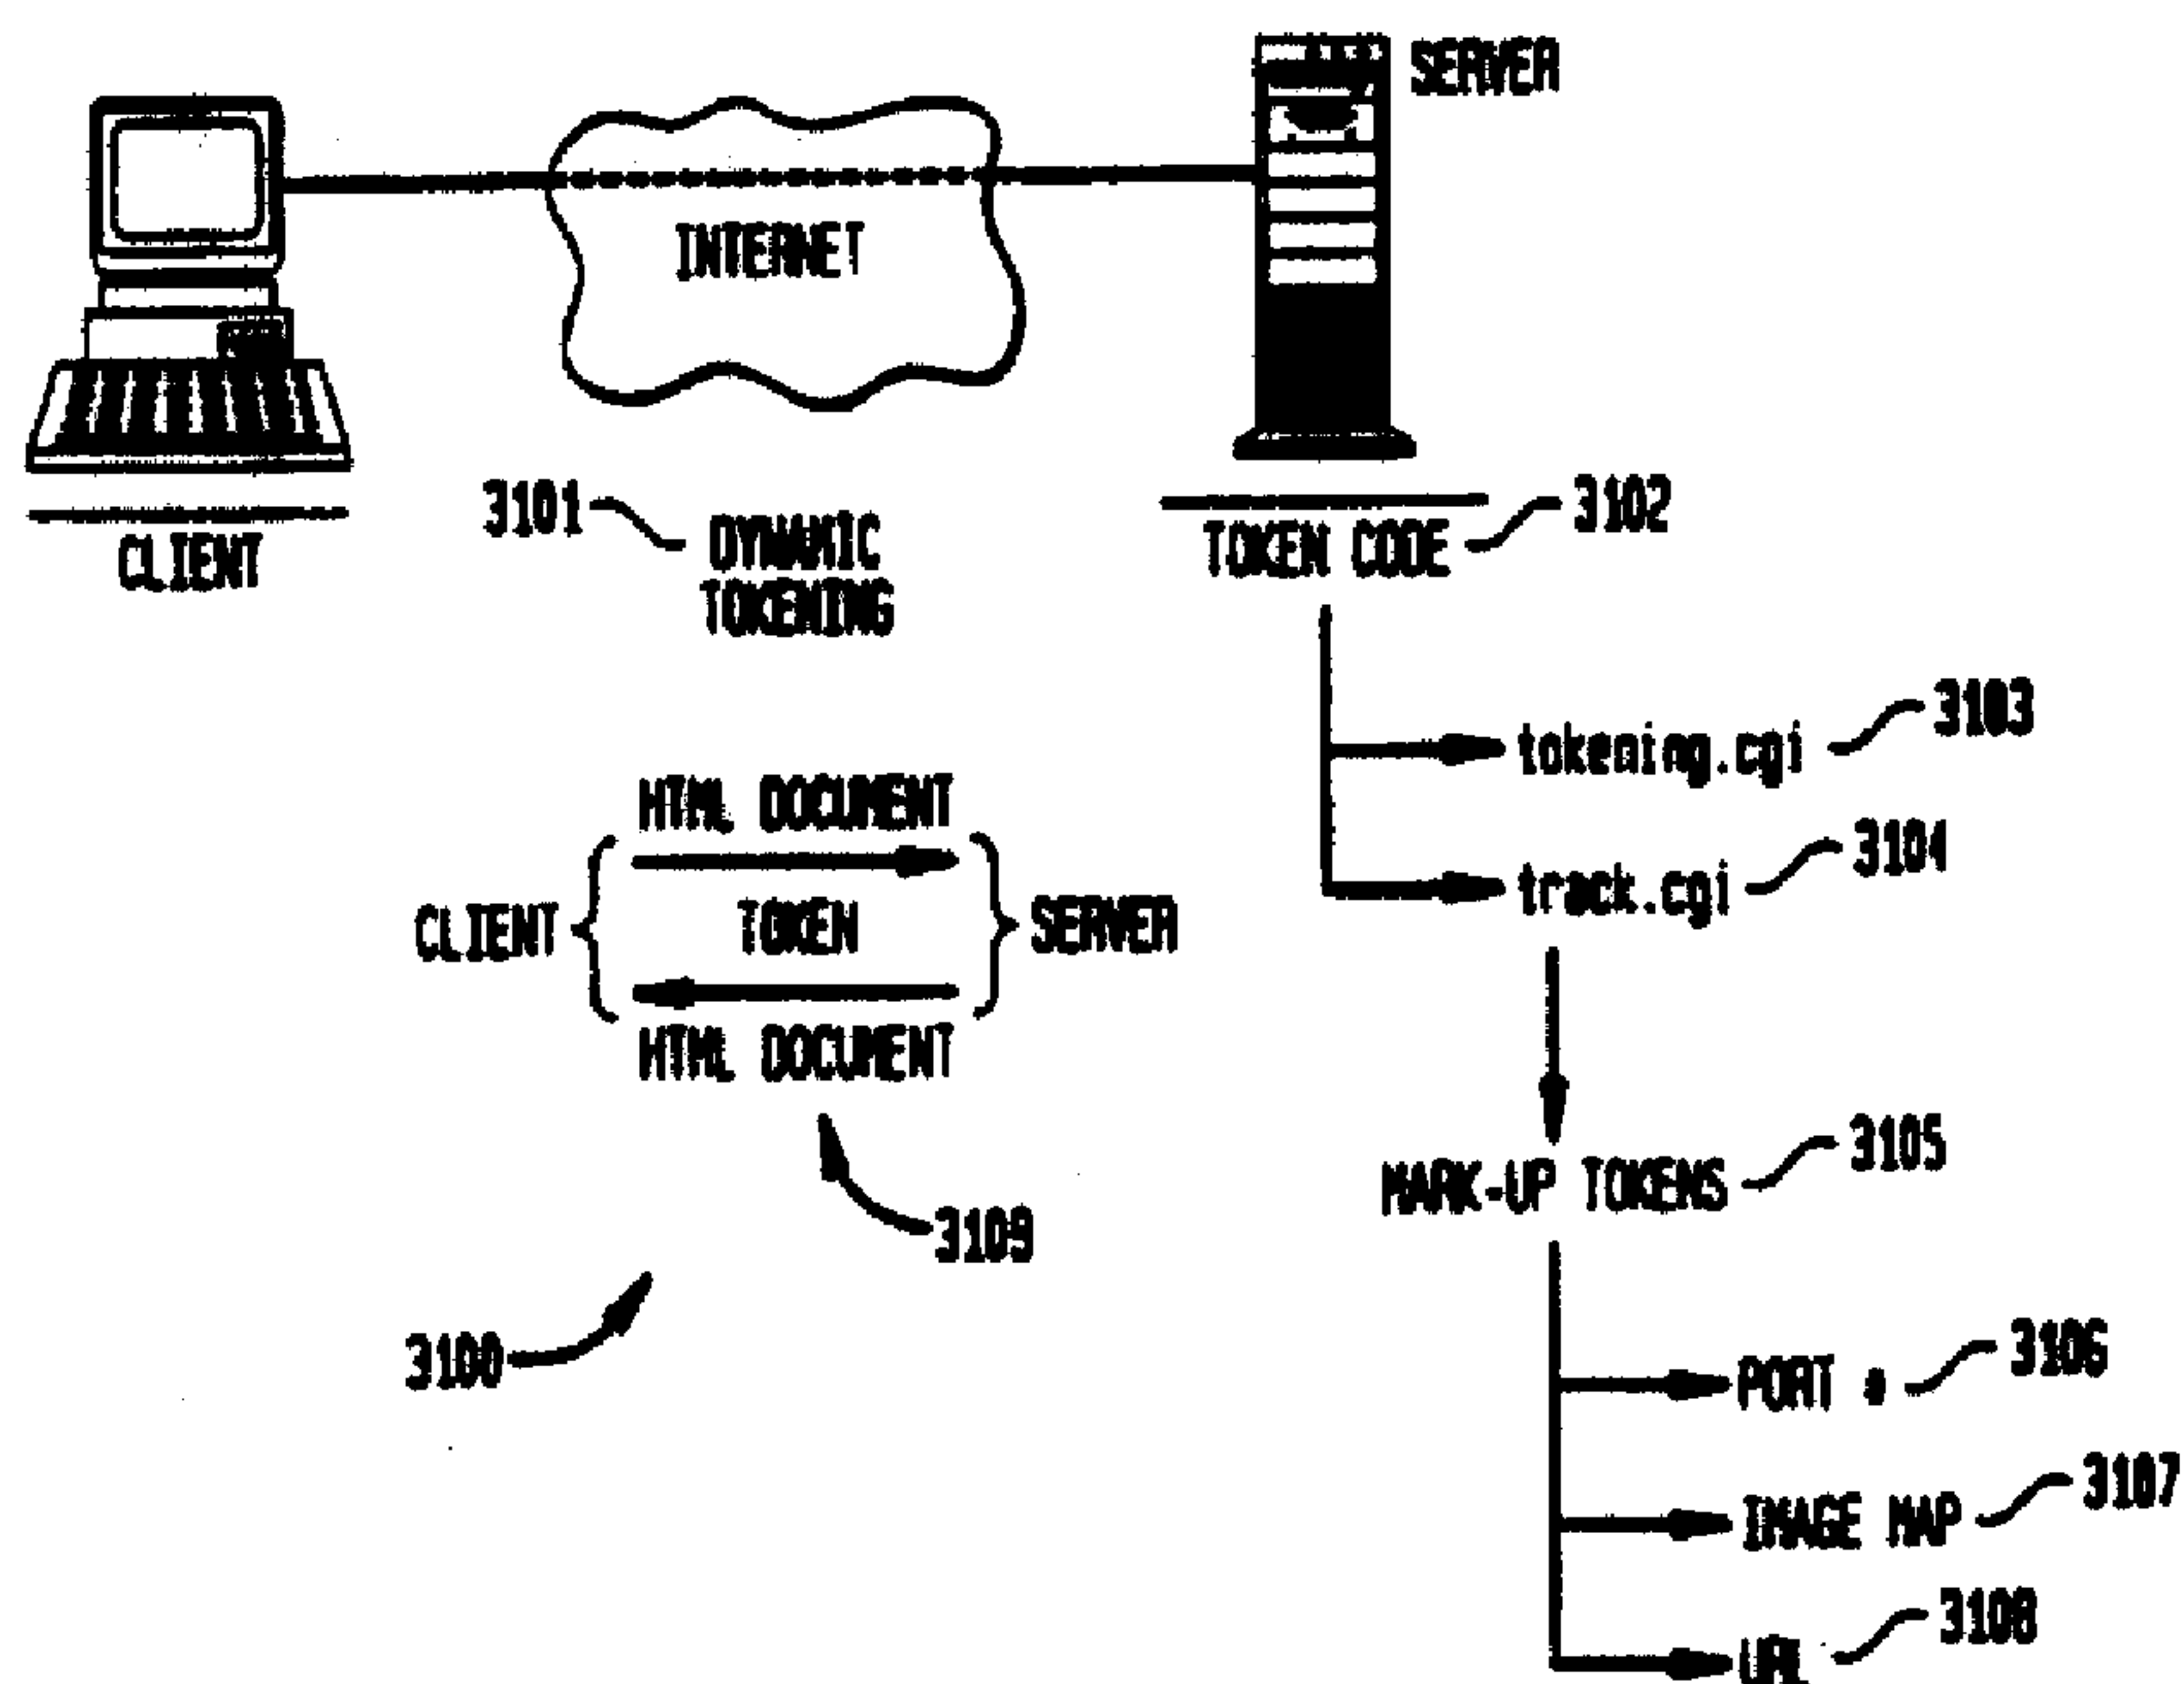 SERVER
INTERNET
CLIENT
3101
DYNAMIC
TOKENING
TOKEN CODE
3102
tokening.cgi
3103
track.cgi
3104
HTML DOCUMENT
CLIENT
TOKEN
SERVER
HTML DOCUMENT
3109
3100
MARK-UP TOKENS
3105
PORT #
3106
IMAGE MAP
3107
URL
3108